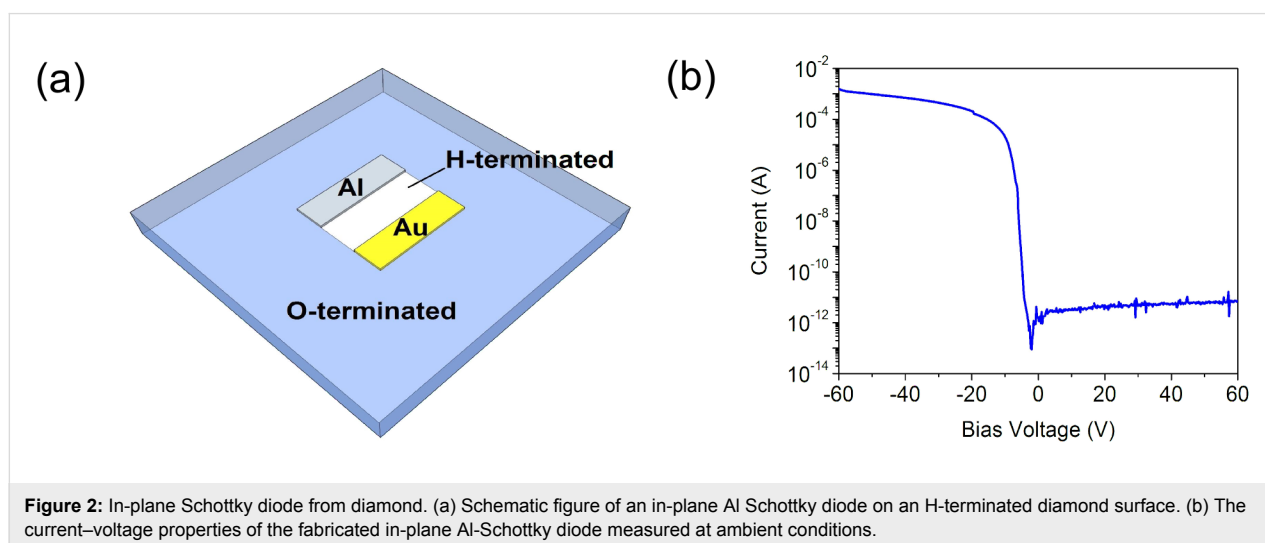 (a)
H-terminated
Al
Au
O-terminated
(b)
Current (A)
10⁻²
10⁻⁴
10⁻⁶
10⁻⁸
10⁻¹⁰
10⁻¹²
10⁻¹⁴
-60 -40 -20 0 20 40 60
Bias Voltage (V)
Figure 2: In-plane Schottky diode from diamond. (a) Schematic figure of an in-plane Al Schottky diode on an H-terminated diamond surface. (b) The
current–voltage properties of the fabricated in-plane Al-Schottky diode measured at ambient conditions.